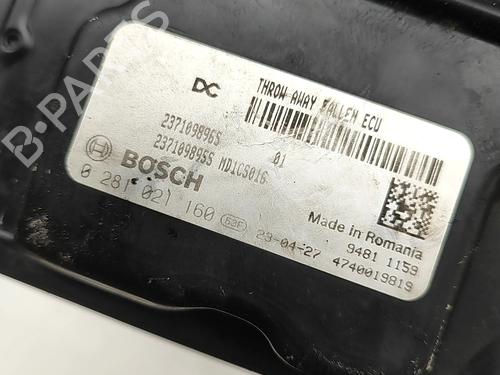 DC THROW AWAY FALLEN ECU
237109896S 01
237109895S MD1CS016
BOSCH
0 281 021 160 23-04-27
Made in Romania
9481 1159
4740019819
B-PARTS